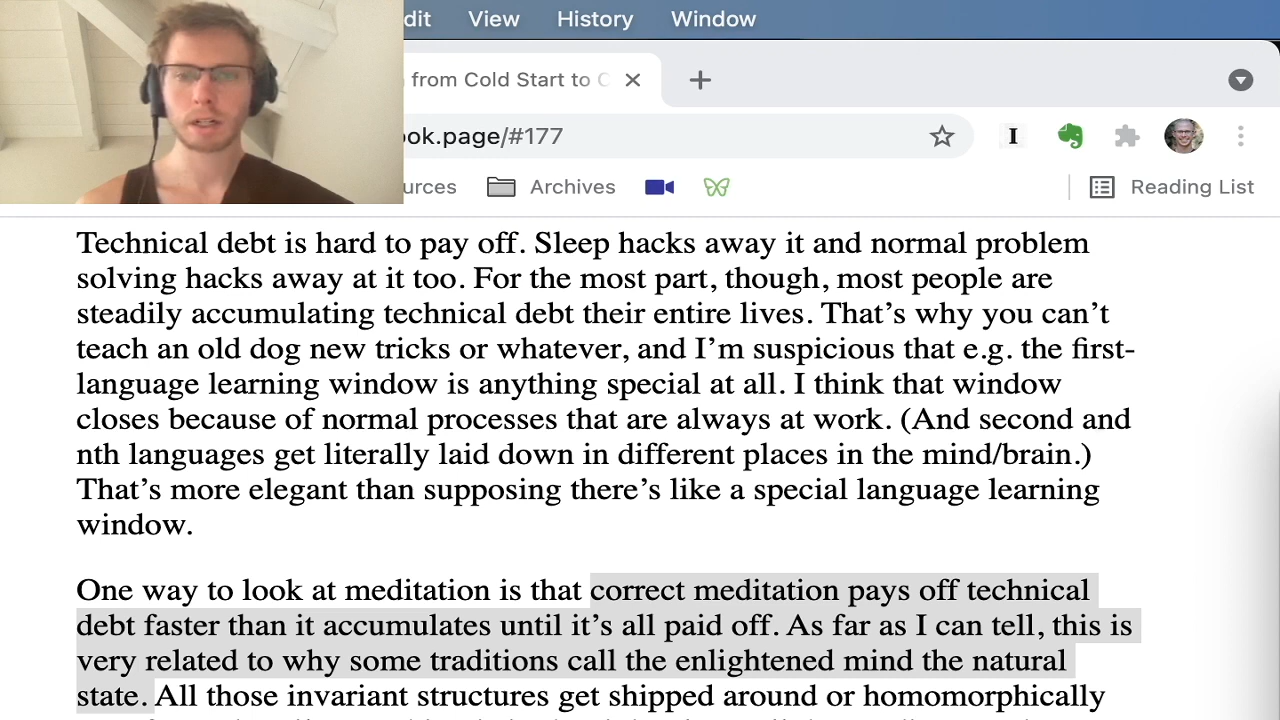 dit View History Window
from Cold Start to C
ok.page/#177
urces Archives Reading List
Technical debt is hard to pay off. Sleep hacks away it and normal problem
solving hacks away at it too. For the most part, though, most people are
steadily accumulating technical debt their entire lives. That’s why you can’t
teach an old dog new tricks or whatever, and I’m suspicious that e.g. the first-
language learning window is anything special at all. I think that window
closes because of normal processes that are always at work. (And second and
nth languages get literally laid down in different places in the mind/brain.)
That’s more elegant than supposing there’s like a special language learning
window.
One way to look at meditation is that correct meditation pays off technical
debt faster than it accumulates until it’s all paid off. As far as I can tell, this is
very related to why some traditions call the enlightened mind the natural
state. All those invariant structures get shipped around or homomorphically